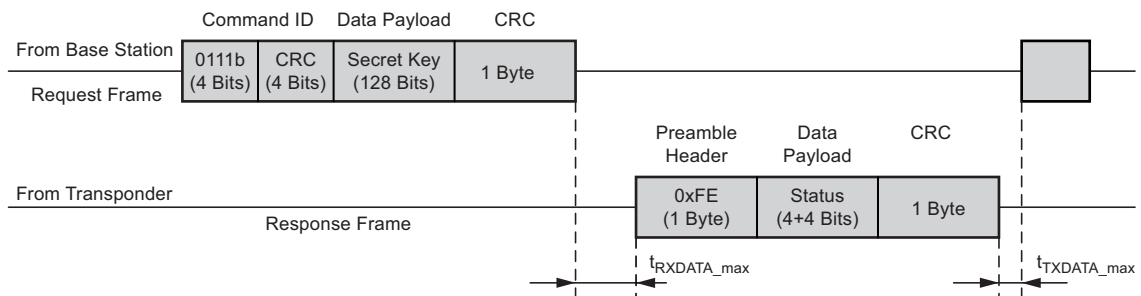 Command ID Data Payload CRC
From Base Station
0111b
(4 Bits)
CRC
(4 Bits)
Secret Key
(128 Bits)
1 Byte
Request Frame
Preamble
Header
Data
Payload
CRC
From Transponder
0xFE
(1 Byte)
Status
(4+4 Bits)
1 Byte
Response Frame
tRXDATA_max
tTXDATA_max